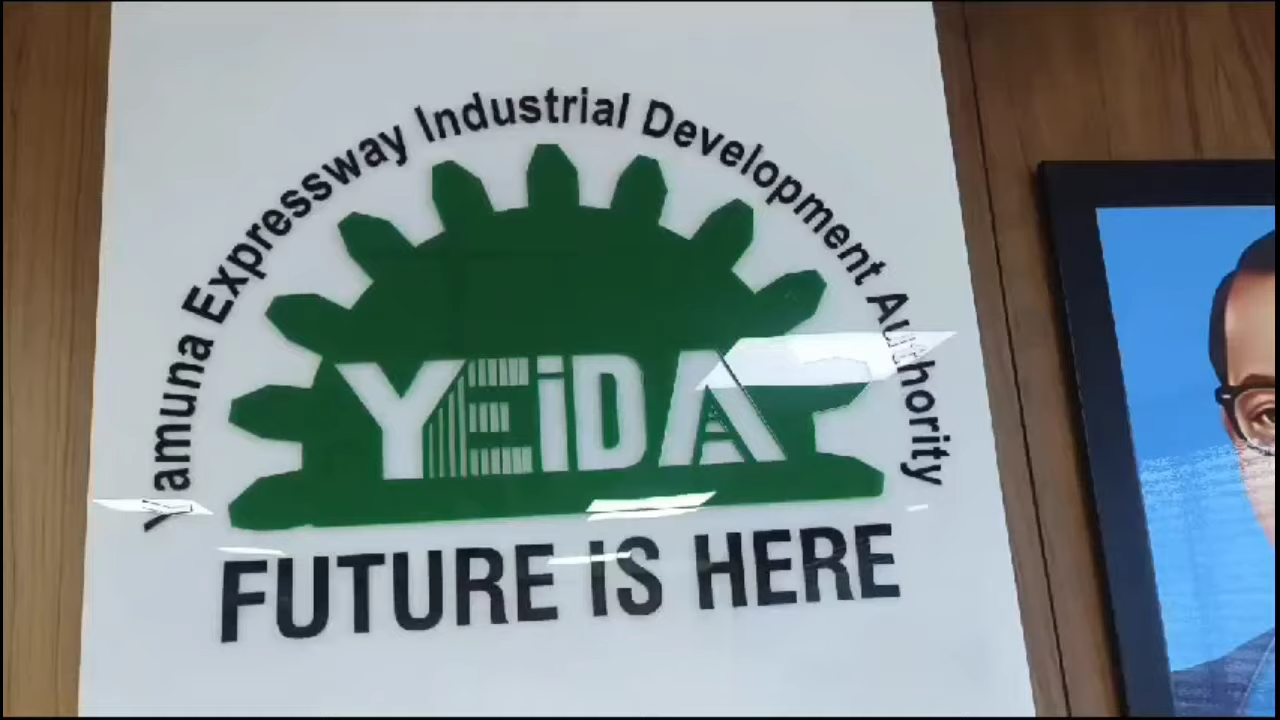 Yamuna Expressway Industrial Development Authority
YEiDA
FUTURE IS HERE